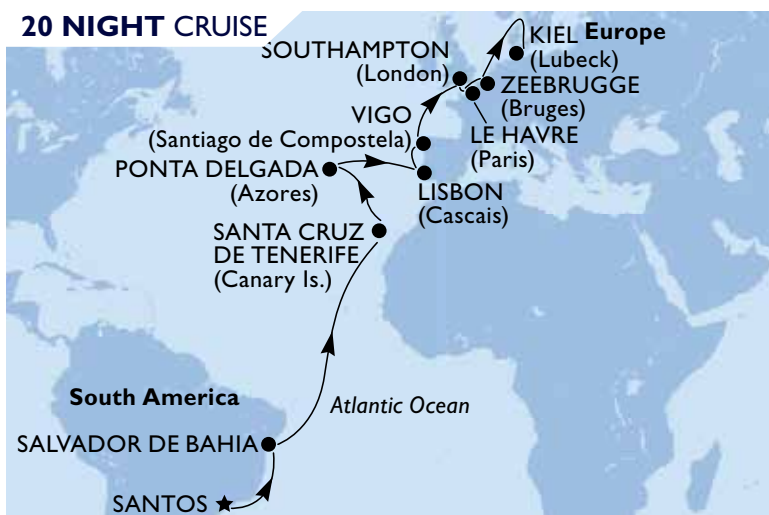 20 NIGHT CRUISE
KIEL
(Lubeck)
Europe
SOUTHAMPTON
(London)
ZEEBRUGGE
(Bruges)
VIGO
(Santiago de Compostela)
LE HAVRE
(Paris)
PONTA DELGADA
(Azores)
LISBON
(Cascais)
SANTA CRUZ
DE TENERIFE
(Canary Is.)
South America
Atlantic Ocean
SALVADOR DE BAHIA
SANTOS